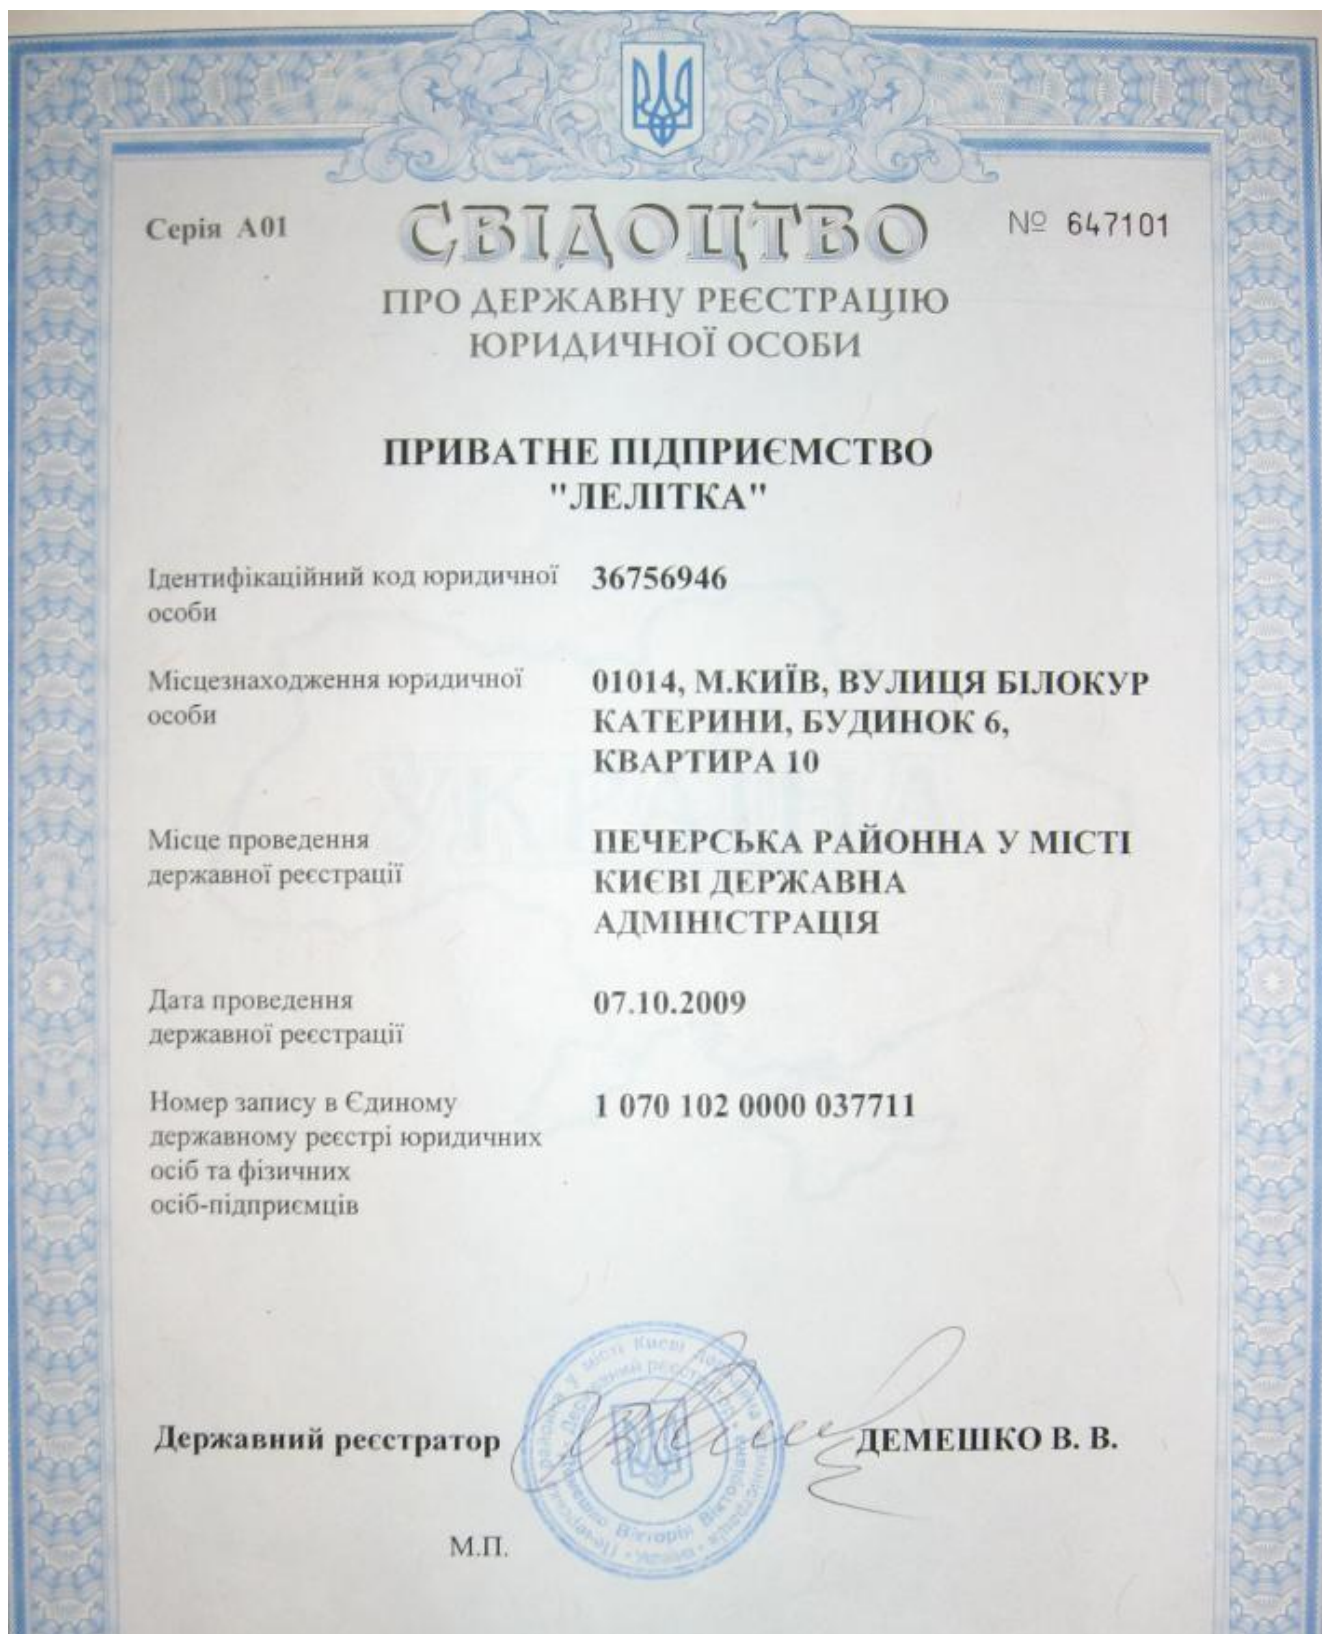 Серія А01
СВІДОЦТВО
№ 647101
ПРО ДЕРЖАВНУ РЕЄСТРАЦІЮ
ЮРИДИЧНОЇ ОСОБИ
ПРИВАТНЕ ПІДПРИЄМСТВО
"ЛЕЛІТКА"
Ідентифікаційний код юридичної
особи
36756946
Місцезнаходження юридичної
особи
01014, М.КИЇВ, ВУЛИЦЯ БІЛОКУР
КАТЕРИНИ, БУДИНОК 6,
КВАРТИРА 10
УКРАЇНА
Місце проведення
державної реєстрації
ПЕЧЕРСЬКА РАЙОННА У МІСТІ
КИЄВІ ДЕРЖАВНА
АДМІНІСТРАЦІЯ
Дата проведення
державної реєстрації
07.10.2009
Номер запису в Єдиному
державному реєстрі юридичних
осіб та фізичних
осіб-підприємців
1 070 102 0000 037711
Державний реєстратор
ДЕМЕШКО В. В.
М.П.